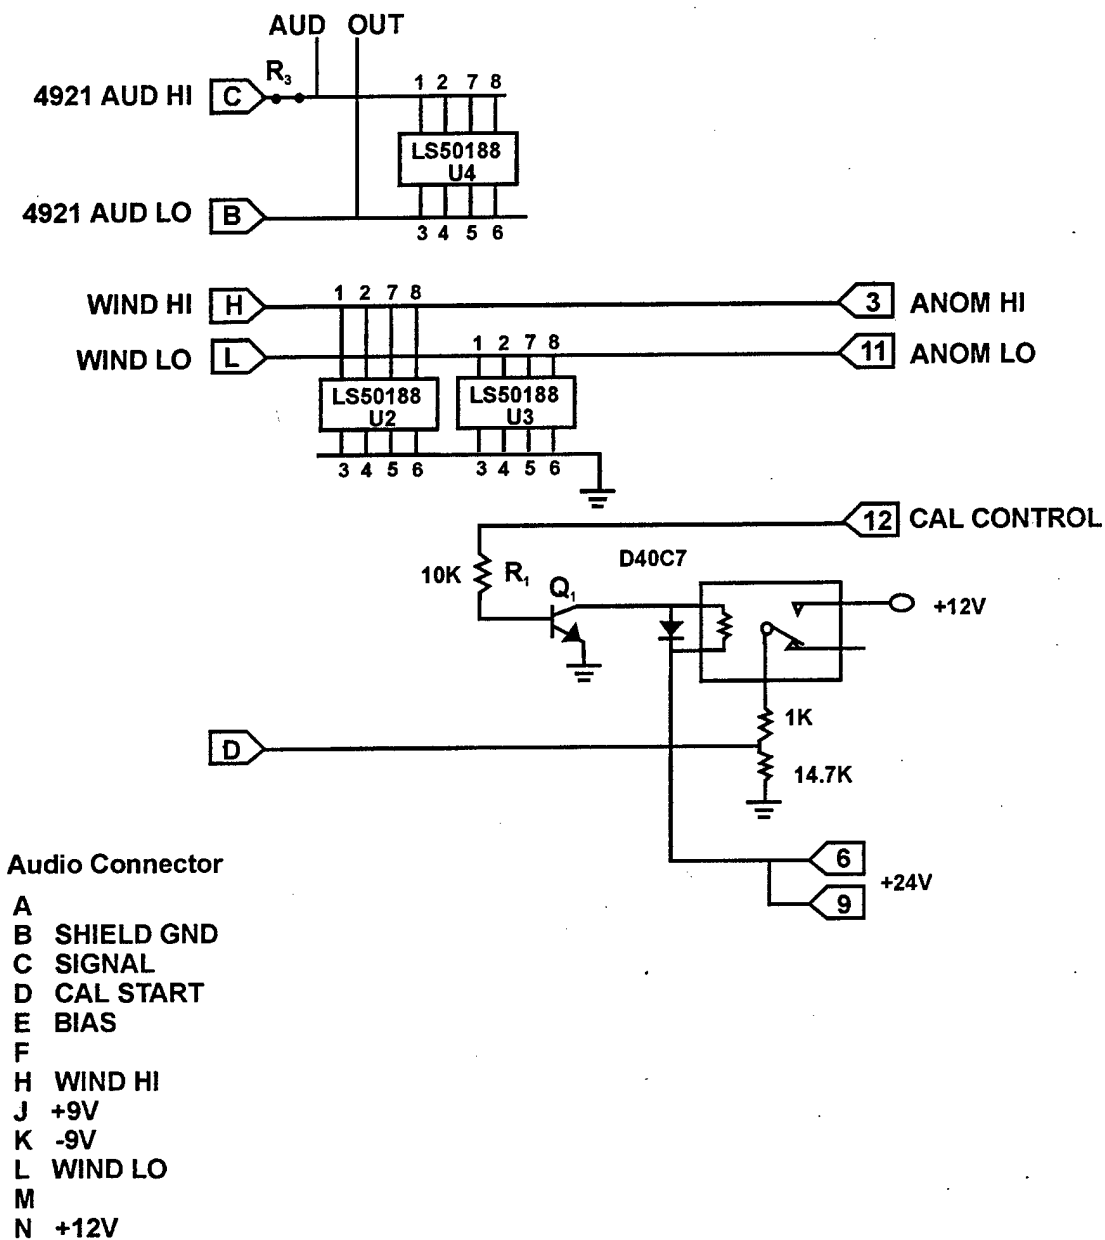 AUD OUT
R3
4921 AUD HI C
1 2 7 8
LS50188
U4
4921 AUD LO B
3 4 5 6
WIND HI H
1 2 7 8
3 ANOM HI
WIND LO L
1 2 7 8
11 ANOM LO
LS50188
U2
LS50188
U3
3 4 5 6
3 4 5 6
12 CAL CONTROL
10K R1
Q1
D40C7
+12V
1K
D
14.7K
6
+24V
9
Audio Connector
A
B SHIELD GND
C SIGNAL
D CAL START
E BIAS
F
H WIND HI
J +9V
K -9V
L WIND LO
M
N +12V